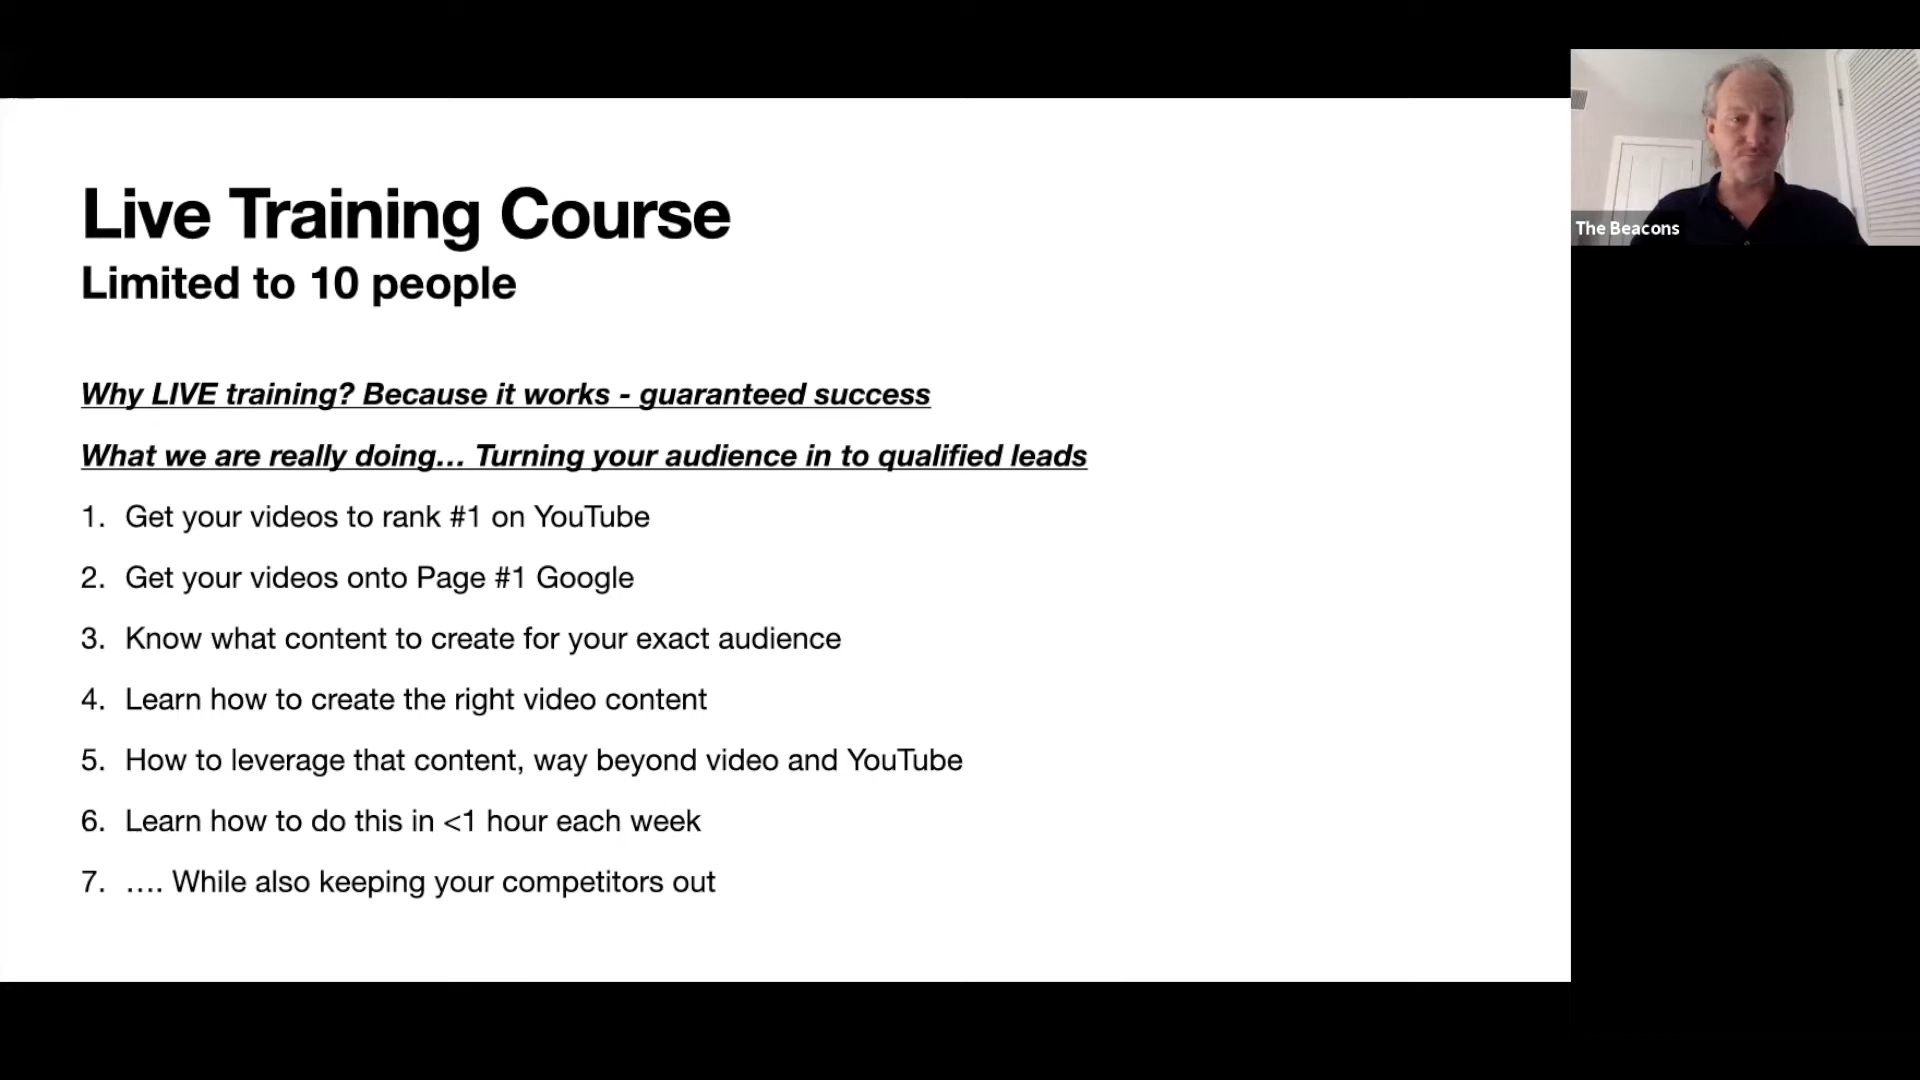 Live Training Course
Limited to 10 people
Why LIVE training? Because it works - guaranteed success
What we are really doing... Turning your audience in to qualified leads
1. Get your videos to rank #1 on YouTube
2. Get your videos onto Page #1 Google
3. Know what content to create for your exact audience
4. Learn how to create the right video content
5. How to leverage that content, way beyond video and YouTube
6. Learn how to do this in <1 hour each week
7. .... While also keeping your competitors out
The Beacons